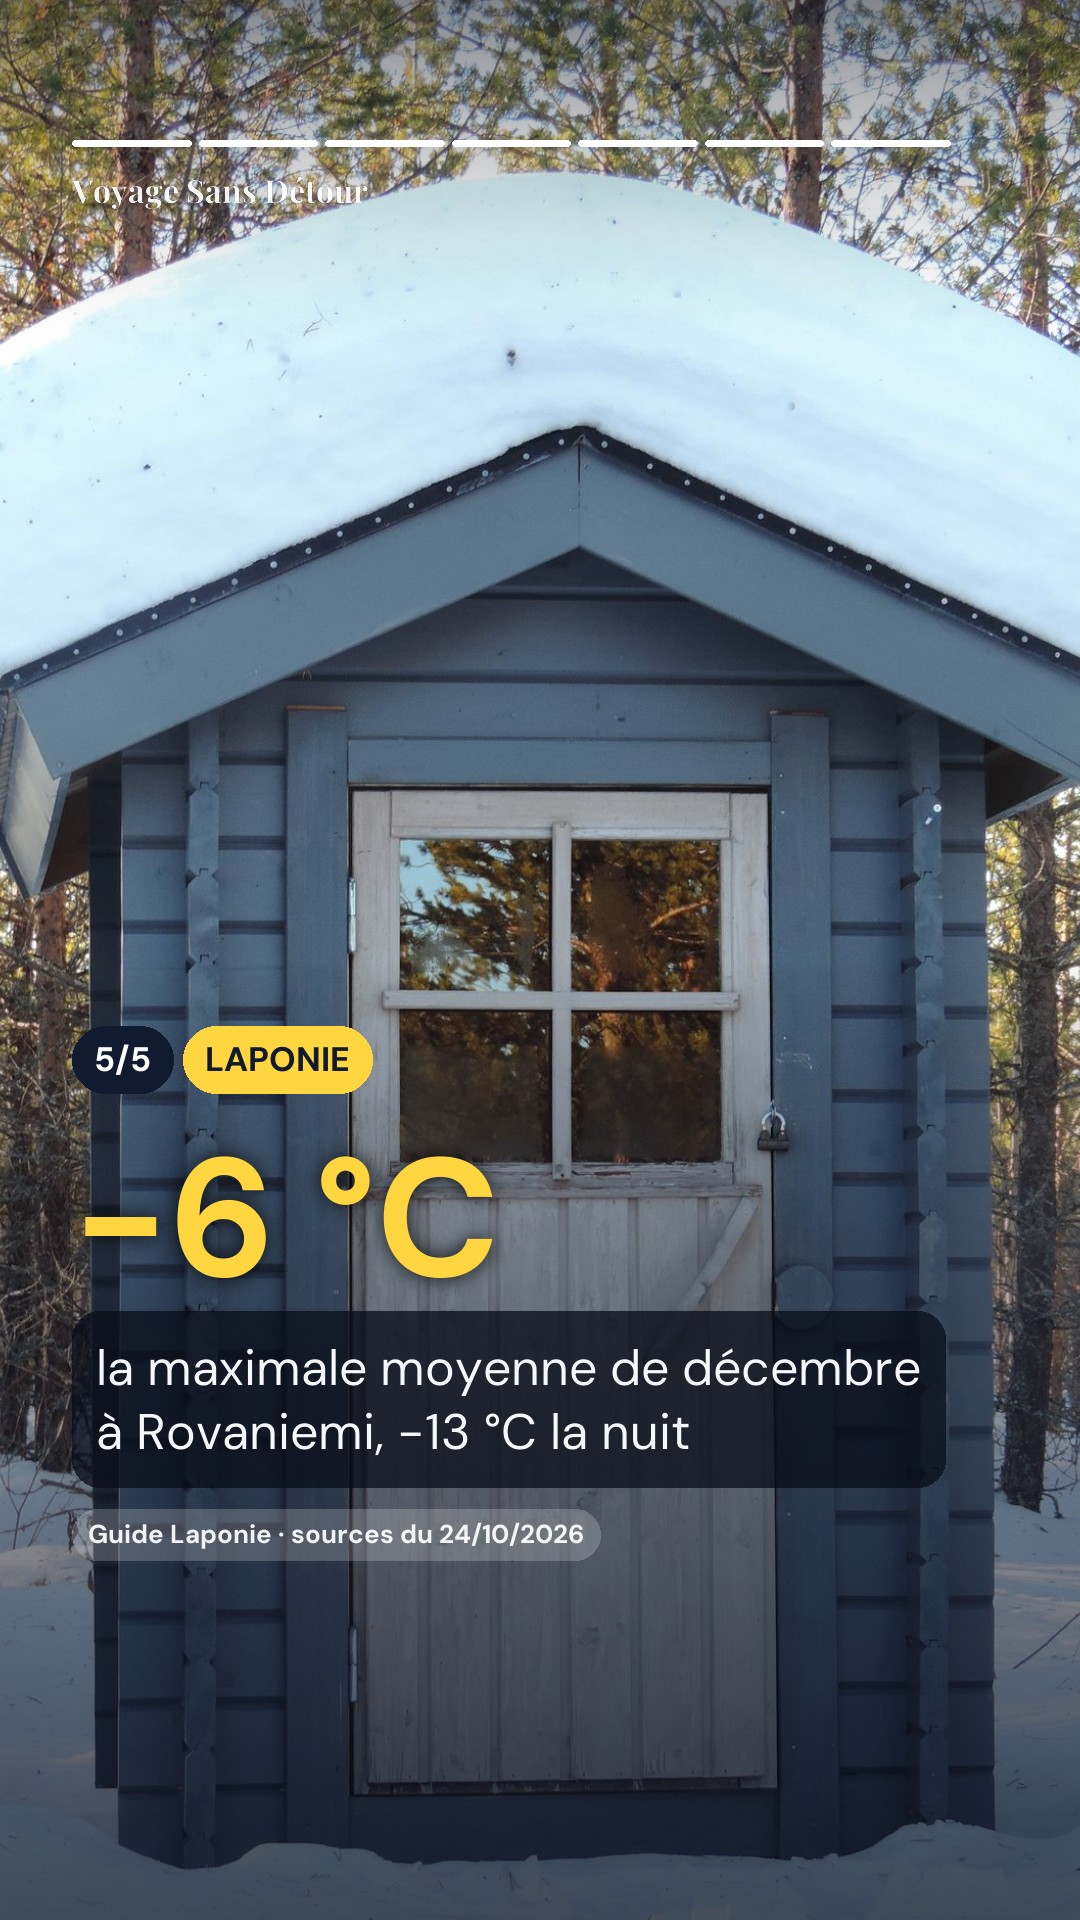 Voyage Sans Détour
5/5 LAPONIE
-6 °C
la maximale moyenne de décembre
à Rovaniemi, -13 °C la nuit
Guide Laponie · sources du 24/10/2026